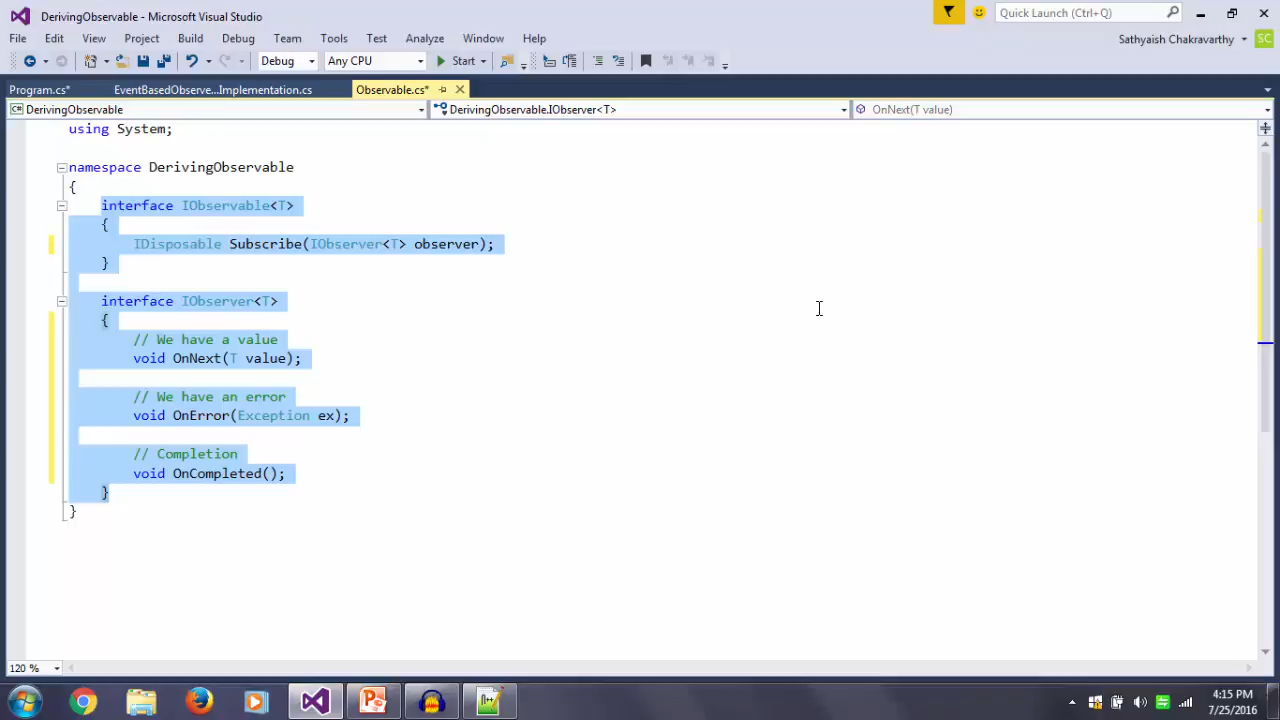 DerivingObservable - Microsoft Visual Studio
Quick Launch (Ctrl+Q)
File Edit View Project Build Debug Team Tools Test Analyze Window Help
Sathyaish Chakravarthy SC
Debug Any CPU Start
Program.cs* EventBasedObserve...Implementation.cs Observable.cs*
C# DerivingObservable DerivingObservable.IObserver<T> OnNext(T value)
using System;
namespace DerivingObservable
{
interface IObservable<T>
{
IDisposable Subscribe(IObserver<T> observer);
}
interface IObserver<T>
{
// We have a value
void OnNext(T value);
// We have an error
void OnError(Exception ex);
// Completion
void OnCompleted();
}
}
120 %
4:15 PM
7/25/2016